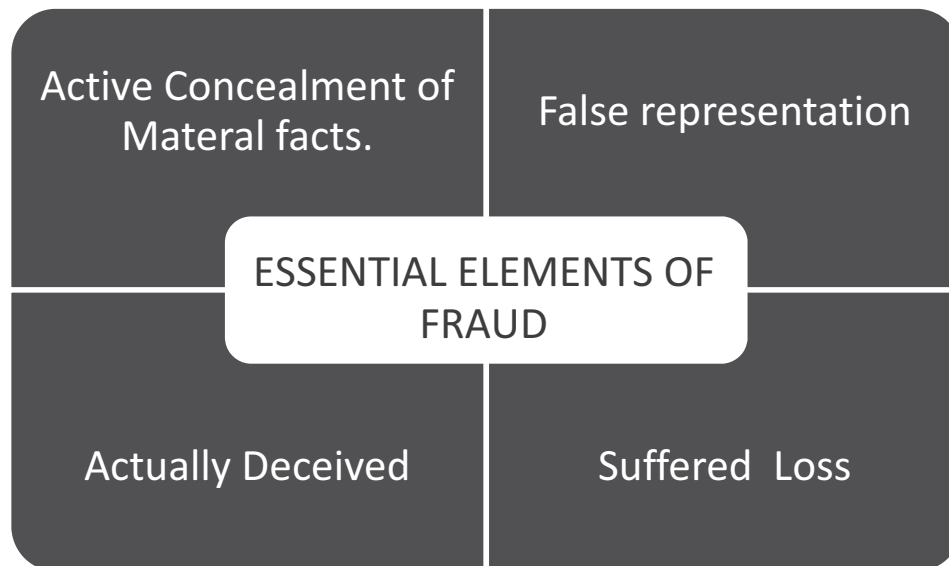 Active Concealment of
Materal facts.
False representation
ESSENTIAL ELEMENTS OF
FRAUD
Actually Deceived
Suffered  Loss